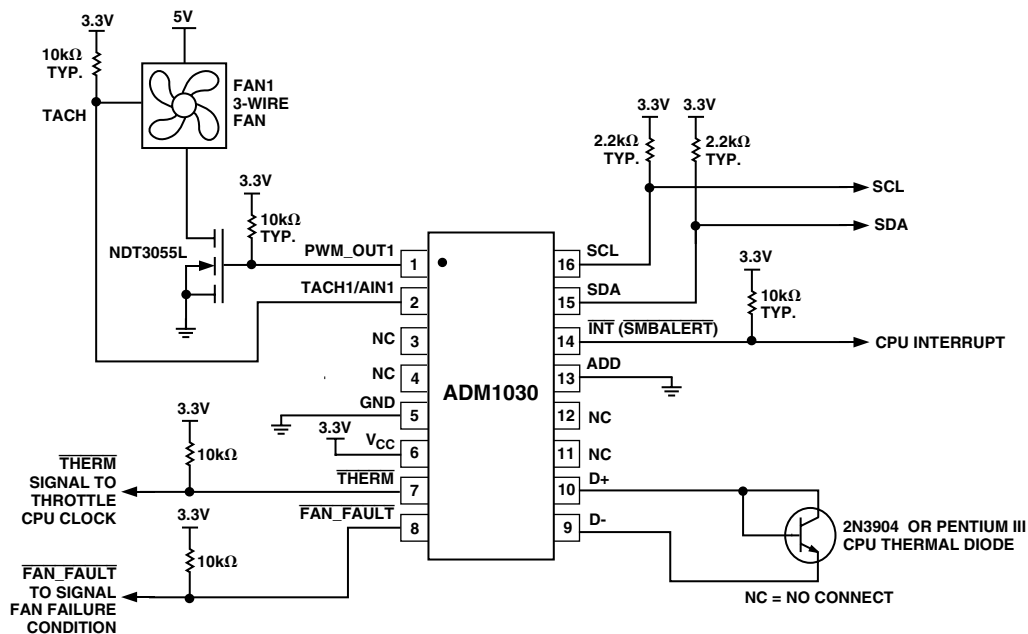 3.3V
10kΩ
TYP.
TACH
5V
FAN1
3-WIRE
FAN
3.3V
10kΩ
TYP.
NDT3055L
3.3V
2.2kΩ
TYP.
3.3V
2.2kΩ
TYP.
SCL
SDA
3.3V
10kΩ
TYP.
CPU INTERRUPT
PWM_OUT1
1
TACH1/AIN1
2
NC
3
NC
4
GND
5
3.3V
VCC
6
THERM
7
FAN_FAULT
8
ADM1030
16
SCL
15
SDA
14
INT (SMBALERT)
13
ADD
12
NC
11
NC
10
D+
9
D-
3.3V
10kΩ
THERM
SIGNAL TO
THROTTLE
CPU CLOCK
3.3V
10kΩ
FAN_FAULT
TO SIGNAL
FAN FAILURE
CONDITION
2N3904 OR PENTIUM III
CPU THERMAL DIODE
NC = NO CONNECT